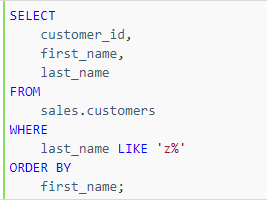 SELECT
    customer_id,
    first_name,
    last_name
FROM
    sales.customers
WHERE
    last_name LIKE 'z%'
ORDER BY
    first_name;